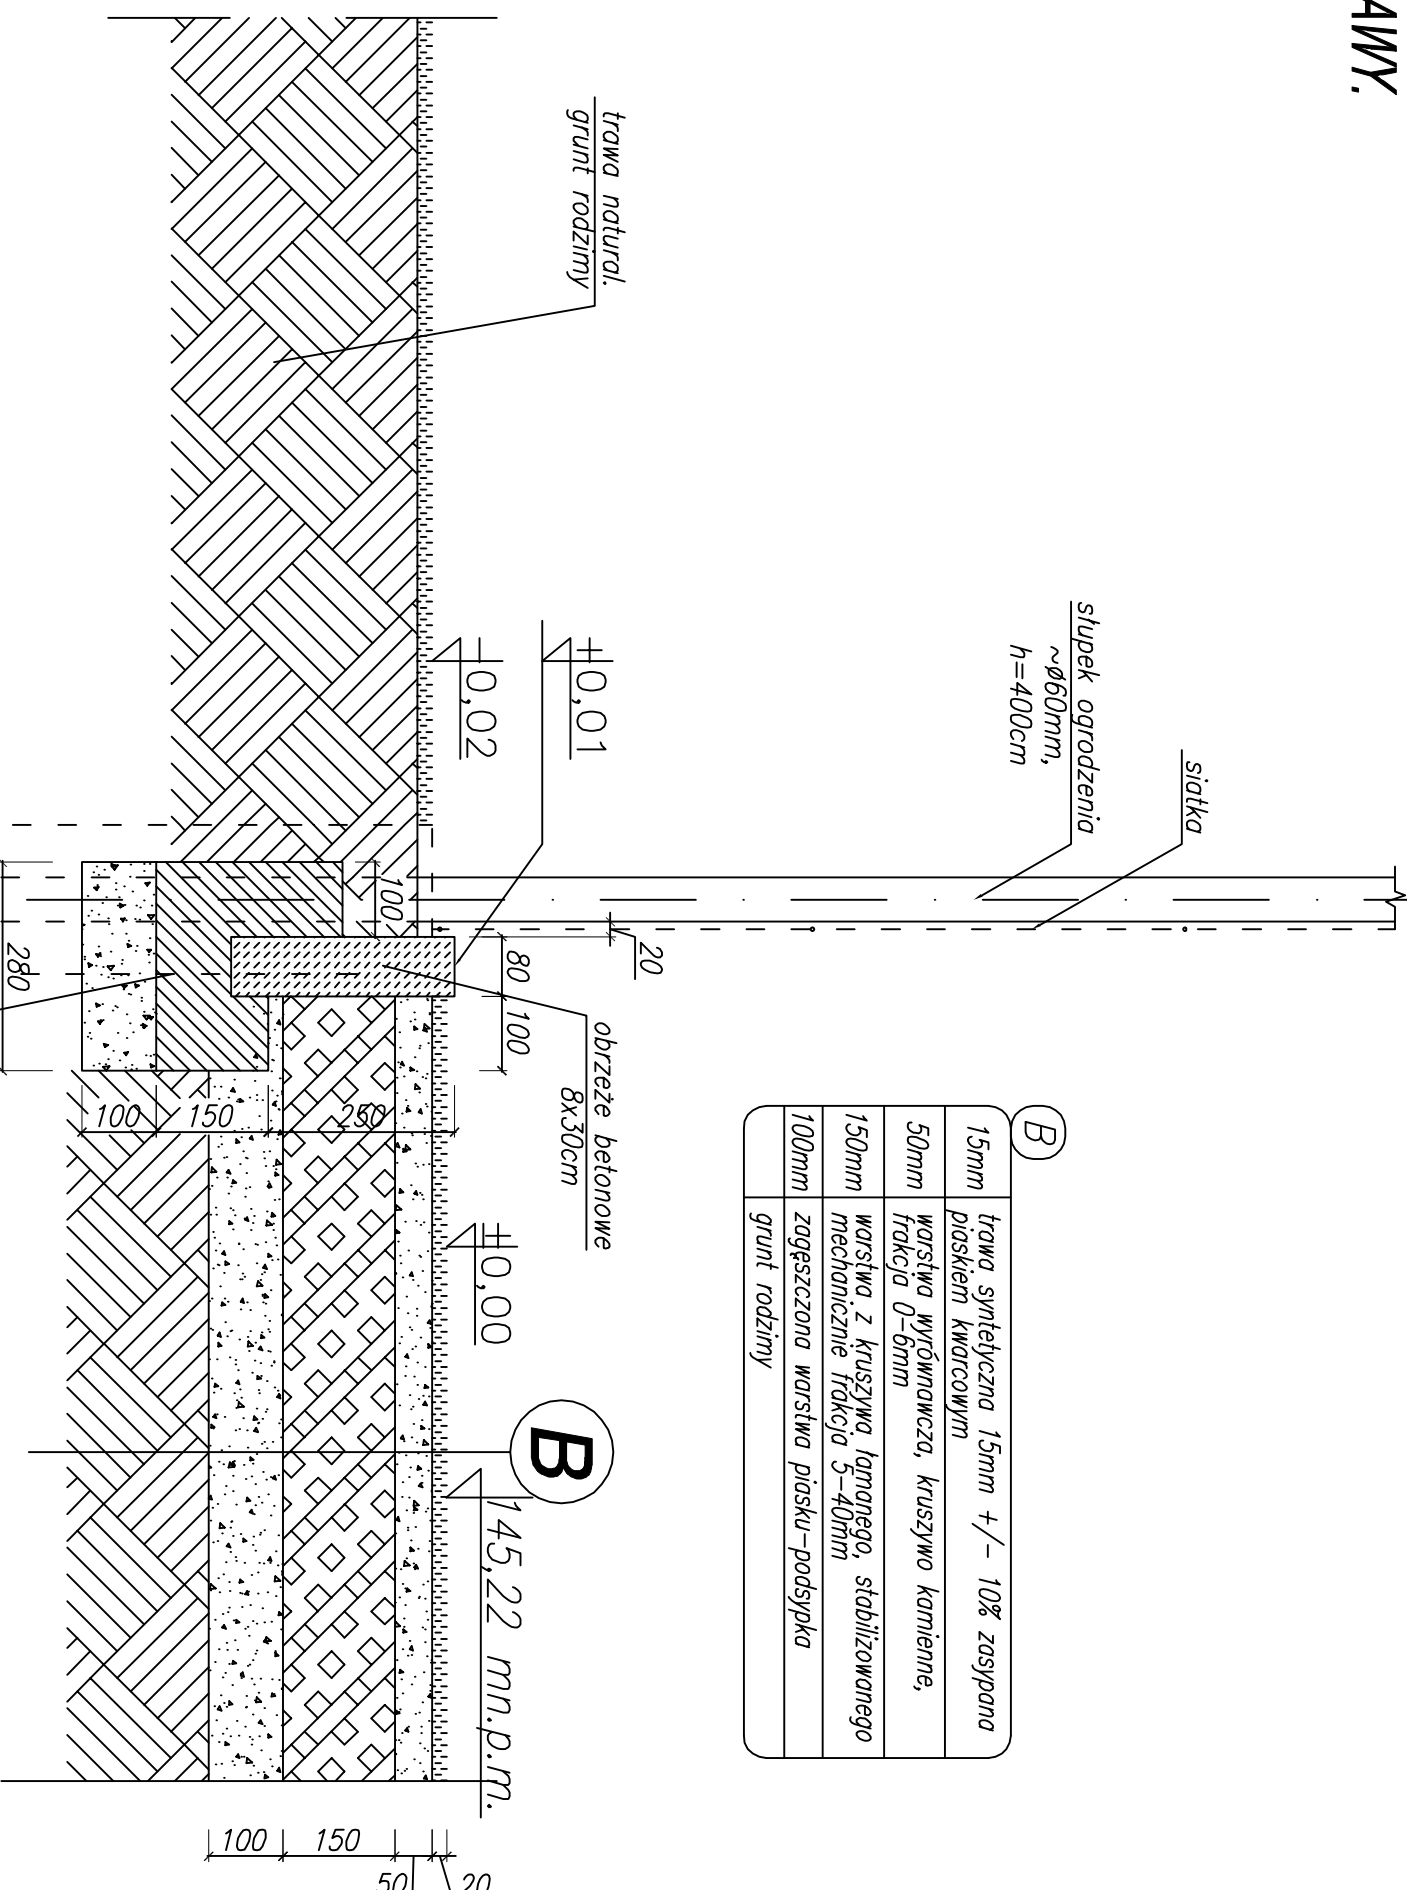 AWY.
siatka
słupek ogrodzenia
~ø60mm,
h=400cm
trawa natural.
grunt rodzimy
+0,01
-0,02
20
80
100
100
obrzeże betonowe
8x30cm
280
100
150
250
±0,00
B
145,22 mn.p.m.
100
150
50
20
B
15mm
trawa syntetyczna 15mm +/- 10% zasypana
piaskiem kwarcowym
50mm
warstwa wyrównawcza, kruszywo kamienne,
frakcja 0-6mm
150mm
warstwa z kruszywa łamanego, stabilizowanego
mechanicznie frakcja 5-40mm
100mm
zagęszczona warstwa piasku-podsypka
grunt rodzimy